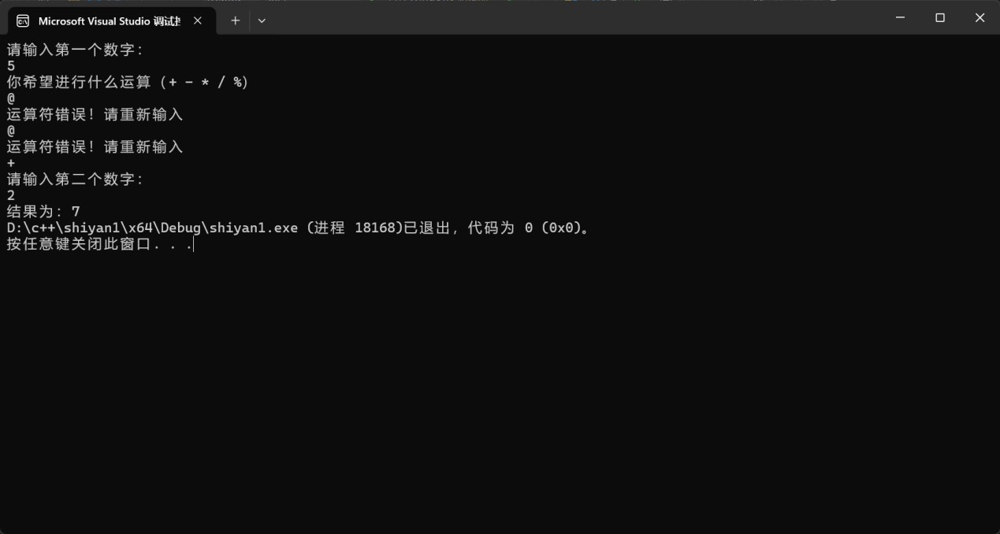 Microsoft Visual Studio 调试控
请输入第一个数字：
5
你希望进行什么运算（+ - * / %）
@
运算符错误！请重新输入
@
运算符错误！请重新输入
+
请输入第二个数字：
2
结果为：7
D:\c++\shiyan1\x64\Debug\shiyan1.exe (进程 18168)已退出，代码为 0 (0x0)。
按任意键关闭此窗口. . .